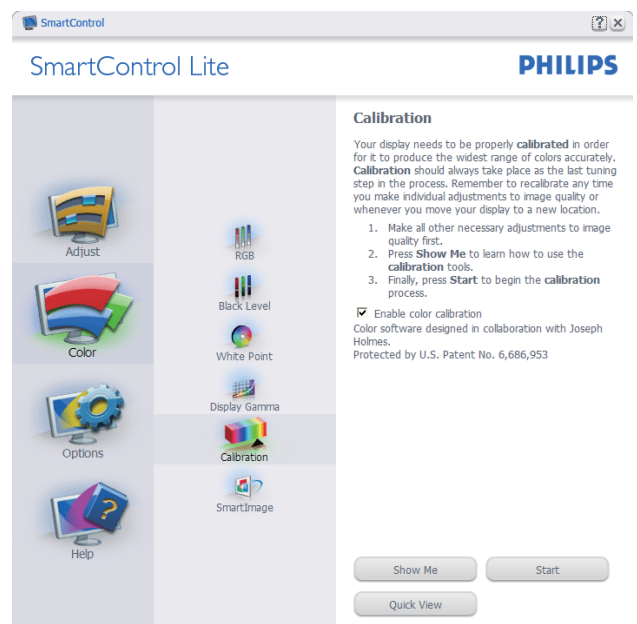 SmartControl
SmartControl Lite
PHILIPS
Adjust
Color
Options
Help
RGB
Black Level
White Point
Display Gamma
Calibration
SmartImage
Calibration
Your display needs to be properly calibrated in order
for it to produce the widest range of colors accurately.
Calibration should always take place as the last tuning
step in the process. Remember to recalibrate any time
you make individual adjustments to image quality or
whenever you move your display to a new location.
1. Make all other necessary adjustments to image
quality first.
2. Press Show Me to learn how to use the
calibration tools.
3. Finally, press Start to begin the calibration
process.
Enable color calibration
Color software designed in collaboration with Joseph
Holmes.
Protected by U.S. Patent No. 6,686,953
Show Me
Start
Quick View